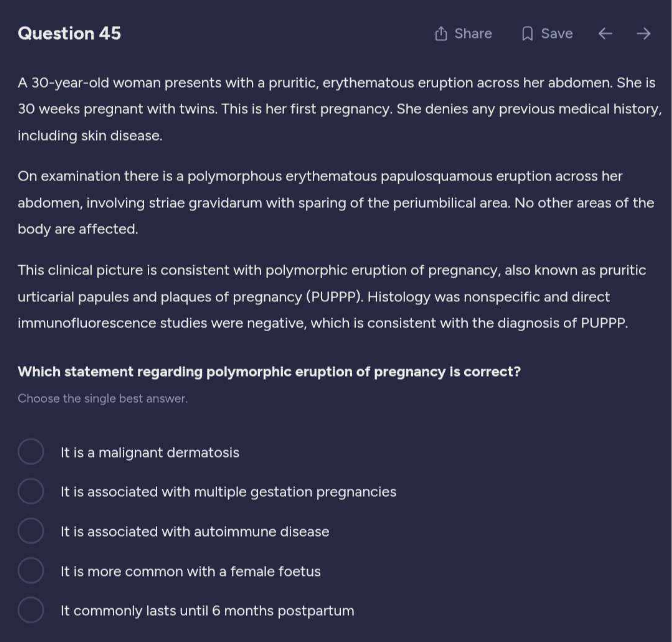 Question 45
Share
Save
A 30-year-old woman presents with a pruritic, erythematous eruption across her abdomen. She is
30 weeks pregnant with twins. This is her first pregnancy. She denies any previous medical history,
including skin disease.
On examination there is a polymorphous erythematous papulosquamous eruption across her
abdomen, involving striae gravidarum with sparing of the periumbilical area. No other areas of the
body are affected.
This clinical picture is consistent with polymorphic eruption of pregnancy, also known as pruritic
urticarial papules and plaques of pregnancy (PUPPP). Histology was nonspecific and direct
immunofluorescence studies were negative, which is consistent with the diagnosis of PUPPP.
Which statement regarding polymorphic eruption of pregnancy is correct?
Choose the single best answer.
It is a malignant dermatosis
It is associated with multiple gestation pregnancies
It is associated with autoimmune disease
It is more common with a female foetus
It commonly lasts until 6 months postpartum